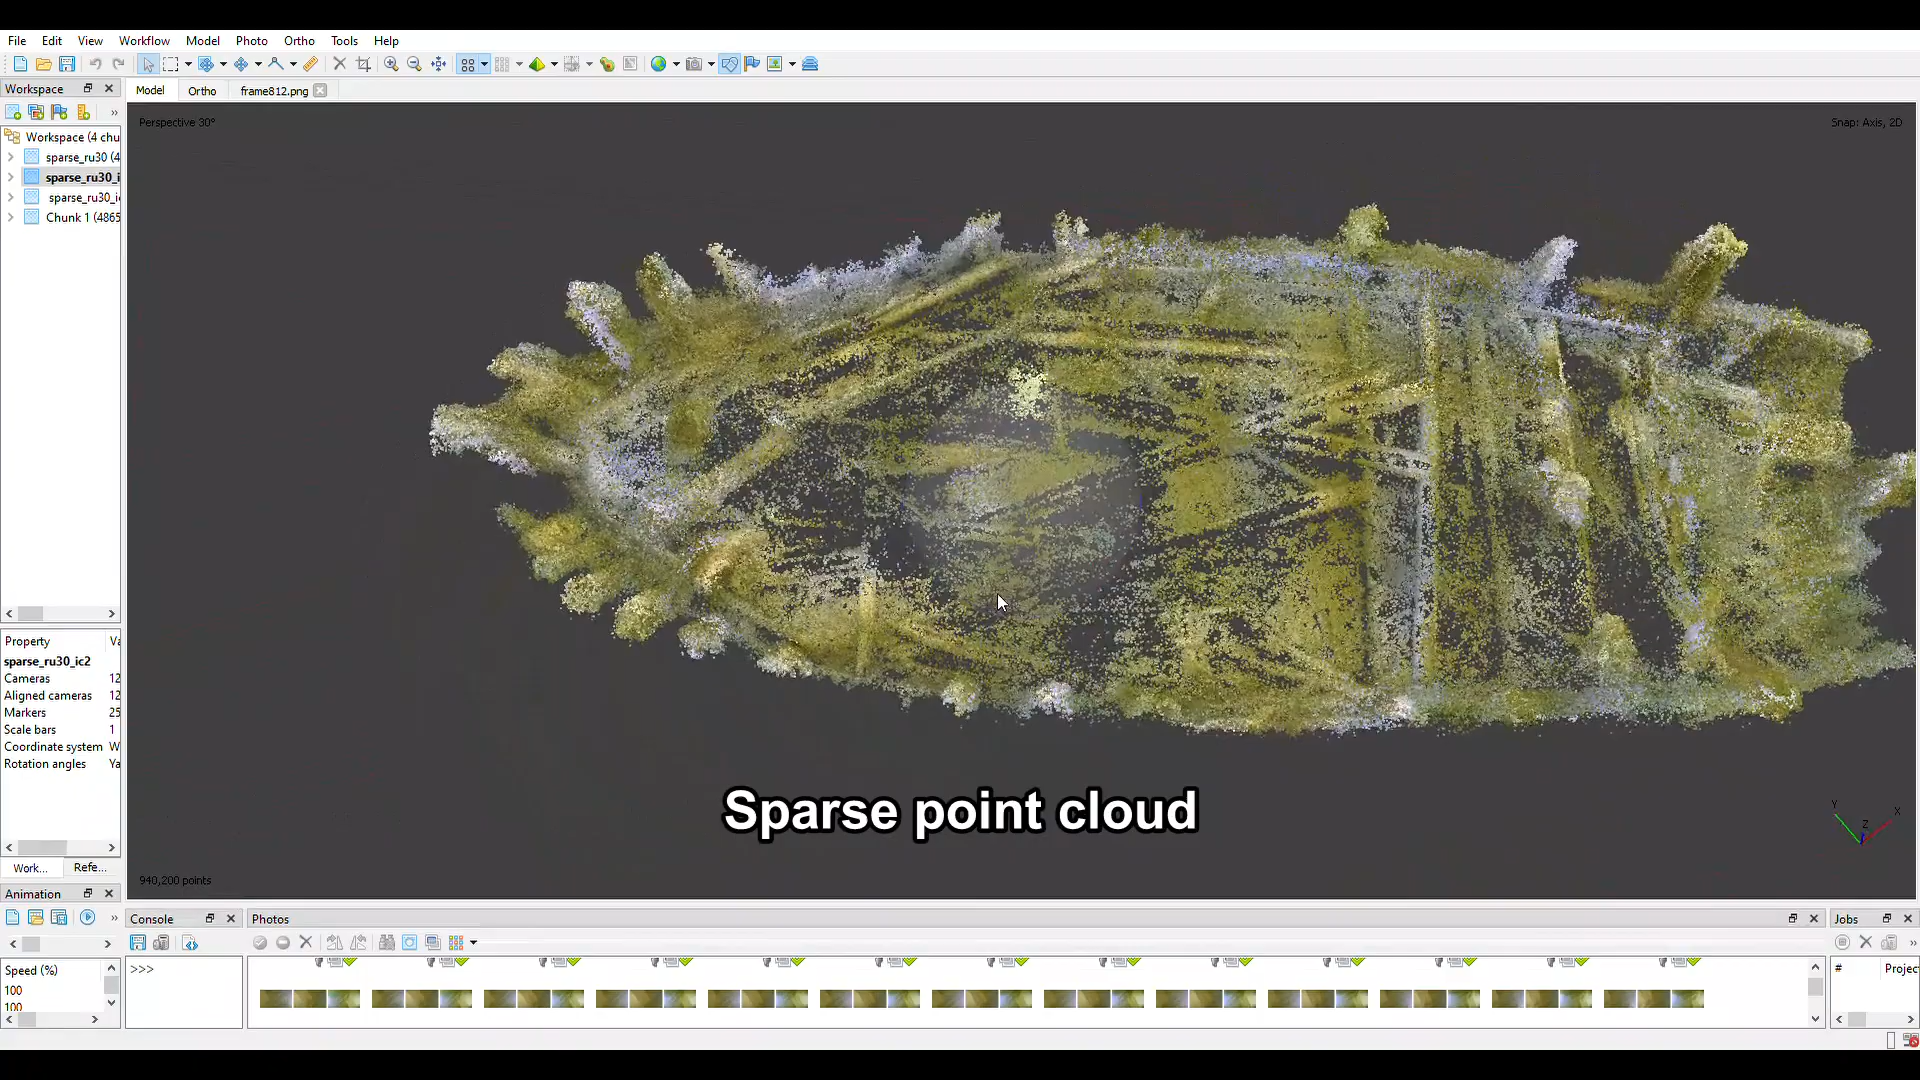 File Edit View Workflow Model Photo Ortho Tools Help
Workspace
Model Ortho frame812.png
Perspective 30°
Snap: Axis, 2D
Workspace (4 chu
sparse_ru30 (4
sparse_ru30_i
sparse_ru30_i
Chunk 1 (4865
Property Va
sparse_ru30_ic2
Cameras 12
Aligned cameras 12
Markers 25
Scale bars 1
Coordinate system W
Rotation angles Ya
Sparse point cloud
Y
X
Z
Work... Refe...
940,200 points
Animation
Console
Photos
Jobs
Speed (%)
100
100
>>>
# Projec